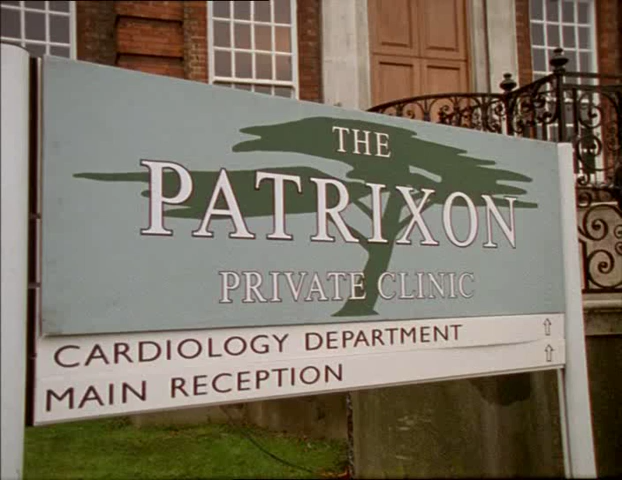 THE
PATRIXON
PRIVATE CLINIC
CARDIOLOGY DEPARTMENT ⇧
MAIN RECEPTION ⇧